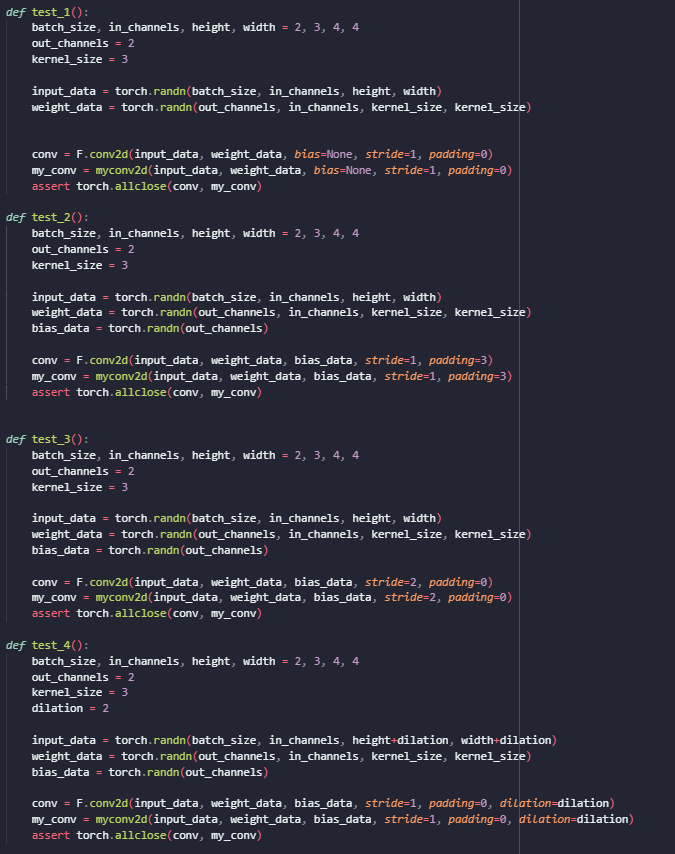 def test_1():
    batch_size, in_channels, height, width = 2, 3, 4, 4
    out_channels = 2
    kernel_size = 3

    input_data = torch.randn(batch_size, in_channels, height, width)
    weight_data = torch.randn(out_channels, in_channels, kernel_size, kernel_size)


    conv = F.conv2d(input_data, weight_data, bias=None, stride=1, padding=0)
    my_conv = myconv2d(input_data, weight_data, bias=None, stride=1, padding=0)
    assert torch.allclose(conv, my_conv)

def test_2():
    batch_size, in_channels, height, width = 2, 3, 4, 4
    out_channels = 2
    kernel_size = 3

    input_data = torch.randn(batch_size, in_channels, height, width)
    weight_data = torch.randn(out_channels, in_channels, kernel_size, kernel_size)
    bias_data = torch.randn(out_channels)

    conv = F.conv2d(input_data, weight_data, bias_data, stride=1, padding=3)
    my_conv = myconv2d(input_data, weight_data, bias_data, stride=1, padding=3)
    assert torch.allclose(conv, my_conv)


def test_3():
    batch_size, in_channels, height, width = 2, 3, 4, 4
    out_channels = 2
    kernel_size = 3

    input_data = torch.randn(batch_size, in_channels, height, width)
    weight_data = torch.randn(out_channels, in_channels, kernel_size, kernel_size)
    bias_data = torch.randn(out_channels)

    conv = F.conv2d(input_data, weight_data, bias_data, stride=2, padding=0)
    my_conv = myconv2d(input_data, weight_data, bias_data, stride=2, padding=0)
    assert torch.allclose(conv, my_conv)

def test_4():
    batch_size, in_channels, height, width = 2, 3, 4, 4
    out_channels = 2
    kernel_size = 3
    dilation = 2

    input_data = torch.randn(batch_size, in_channels, height+dilation, width+dilation)
    weight_data = torch.randn(out_channels, in_channels, kernel_size, kernel_size)
    bias_data = torch.randn(out_channels)

    conv = F.conv2d(input_data, weight_data, bias_data, stride=1, padding=0, dilation=dilation)
    my_conv = myconv2d(input_data, weight_data, bias_data, stride=1, padding=0, dilation=dilation)
    assert torch.allclose(conv, my_conv)